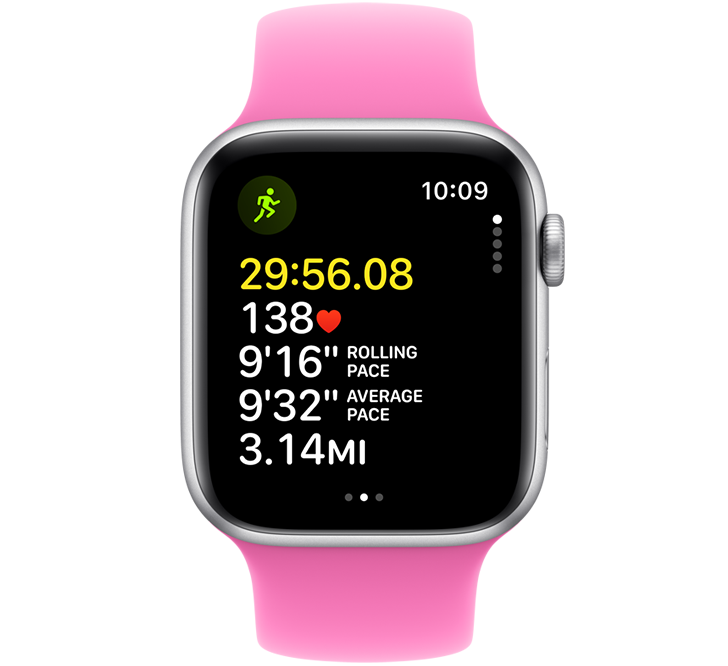 10:09
29:56.08
138
9'16" ROLLING
PACE
9'32" AVERAGE
PACE
3.14MI